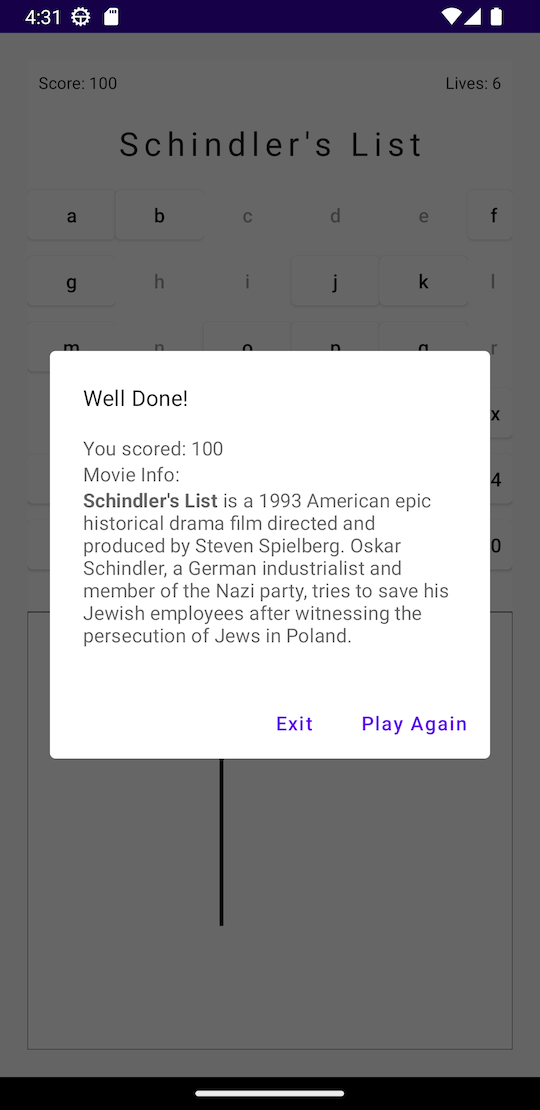 4:31
Score: 100 Lives: 6
Schindler's List
a b c d e f
g h i j k l
m n o p q r
x
4
0
Well Done!
You scored: 100
Movie Info:
Schindler's List is a 1993 American epic
historical drama film directed and
produced by Steven Spielberg. Oskar
Schindler, a German industrialist and
member of the Nazi party, tries to save his
Jewish employees after witnessing the
persecution of Jews in Poland.
Exit Play Again